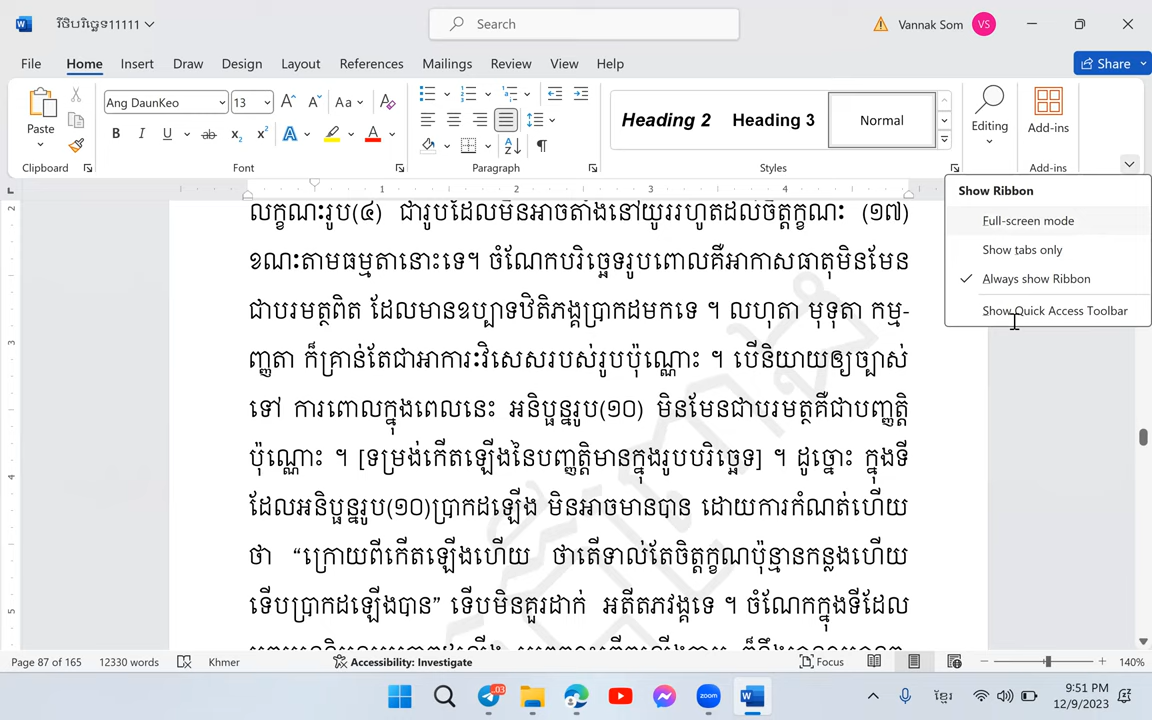 វីថិបរិច្ឆេទ11111
Search
Vannak Som
VS
File Home Insert Draw Design Layout References Mailings Review View Help
Share
Paste
Ang DaunKeo
13
Heading 2
Heading 3
Normal
Editing
Add-ins
Clipboard
Font
Paragraph
Styles
Add-ins
Show Ribbon
Full-screen mode
Show tabs only
Always show Ribbon
Show Quick Access Toolbar
1 2 3 4
លក្ខណៈរូប(៤) ជារូបដែលមិនអាចតាំងនៅយូររហូតដល់ចិត្តក្ខណៈ (១៧)
ខណៈតាមធម្មតានោះទេ។ ចំណែកបរិច្ឆេទរូបពោលគឺអាកាសធាតុមិនមែន
ជាបរមត្ថពិត ដែលមានឧប្បាទឋិតិភង្គប្រាកដមកទេ ។ លហុតា មុទុតា កម្ម-
ញ្ញតា ក៏គ្រាន់តែជាអាការៈវិសេសរបស់រូបប៉ុណ្ណោះ ។ បើនិយាយឲ្យច្បាស់
ទៅ ការពោលក្នុងពេលនេះ អនិប្ផន្នរូប(១០) មិនមែនជាបរមត្ថគឺជាបញ្ញត្តិ
ប៉ុណ្ណោះ ។ [ទម្រង់កើតឡើងនៃបញ្ញត្តិមានក្នុងរូបបរិច្ឆេទ] ។ ដូច្នោះ ក្នុងទី
ដែលអនិប្ផន្នរូប(១០)ប្រាកដឡើង មិនអាចមានបាន ដោយការកំណត់ហើយ
ថា “ក្រោយពីកើតឡើងហើយ ថាតើទាល់តែចិត្តក្ខណប៉ុន្មានកន្លងហើយ
ទើបប្រាកដឡើងបាន” ទើបមិនគួរដាក់ អតីតភវង្គទេ ។ ចំណែកក្នុងទីដែល
Page 87 of 165
12330 words
Khmer
Accessibility: Investigate
Focus
140%
ខ្មែរ
9:51 PM
12/9/2023